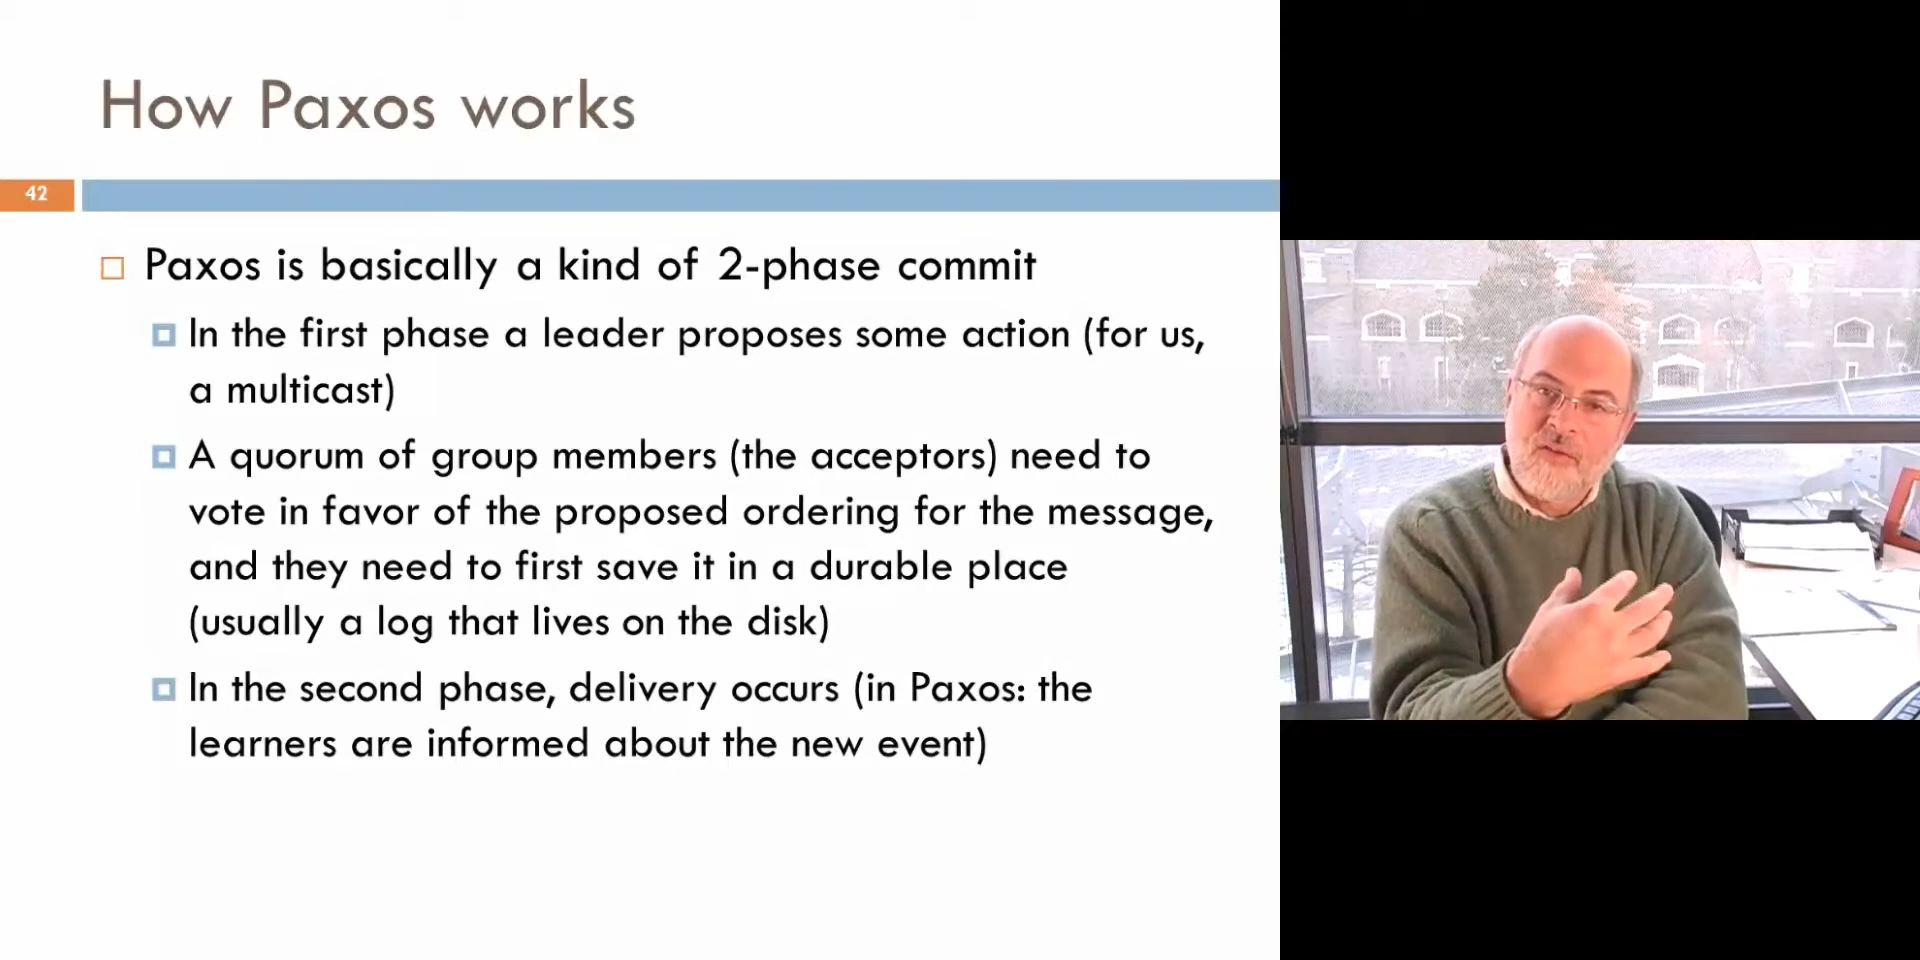 How Paxos works
42
Paxos is basically a kind of 2-phase commit
In the first phase a leader proposes some action (for us,
a multicast)
A quorum of group members (the acceptors) need to
vote in favor of the proposed ordering for the message,
and they need to first save it in a durable place
(usually a log that lives on the disk)
In the second phase, delivery occurs (in Paxos: the
learners are informed about the new event)